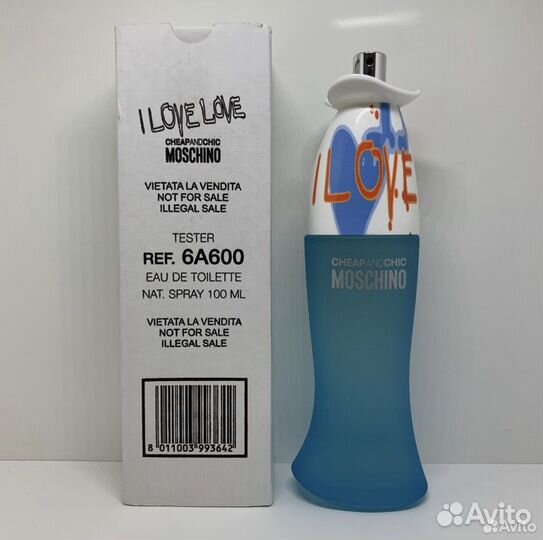 I LOVE LOVE
CHEAPANDCHIC
MOSCHINO
VIETATA LA VENDITA
NOT FOR SALE
ILLEGAL SALE
TESTER
REF. 6A600
EAU DE TOILETTE
NAT. SPRAY 100 ML
VIETATA LA VENDITA
NOT FOR SALE
ILLEGAL SALE
8 011003 993642
I LOVE
CHEAPANDCHIC
MOSCHINO
Avito
Avito